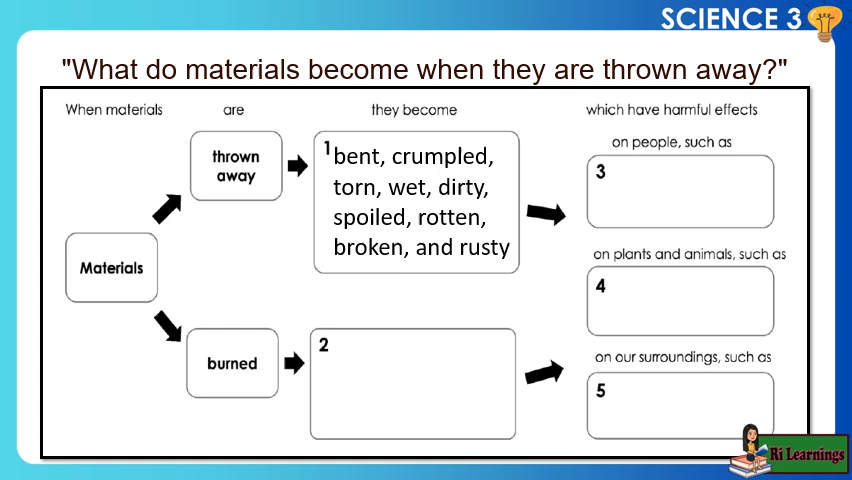 SCIENCE 3
"What do materials become when they are thrown away?"
When materials are they become which have harmful effects
thrown
away
1 bent, crumpled,
torn, wet, dirty,
spoiled, rotten,
broken, and rusty
on people, such as
3
Materials
on plants and animals, such as
4
burned
2
on our surroundings, such as
5
Ri Learnings